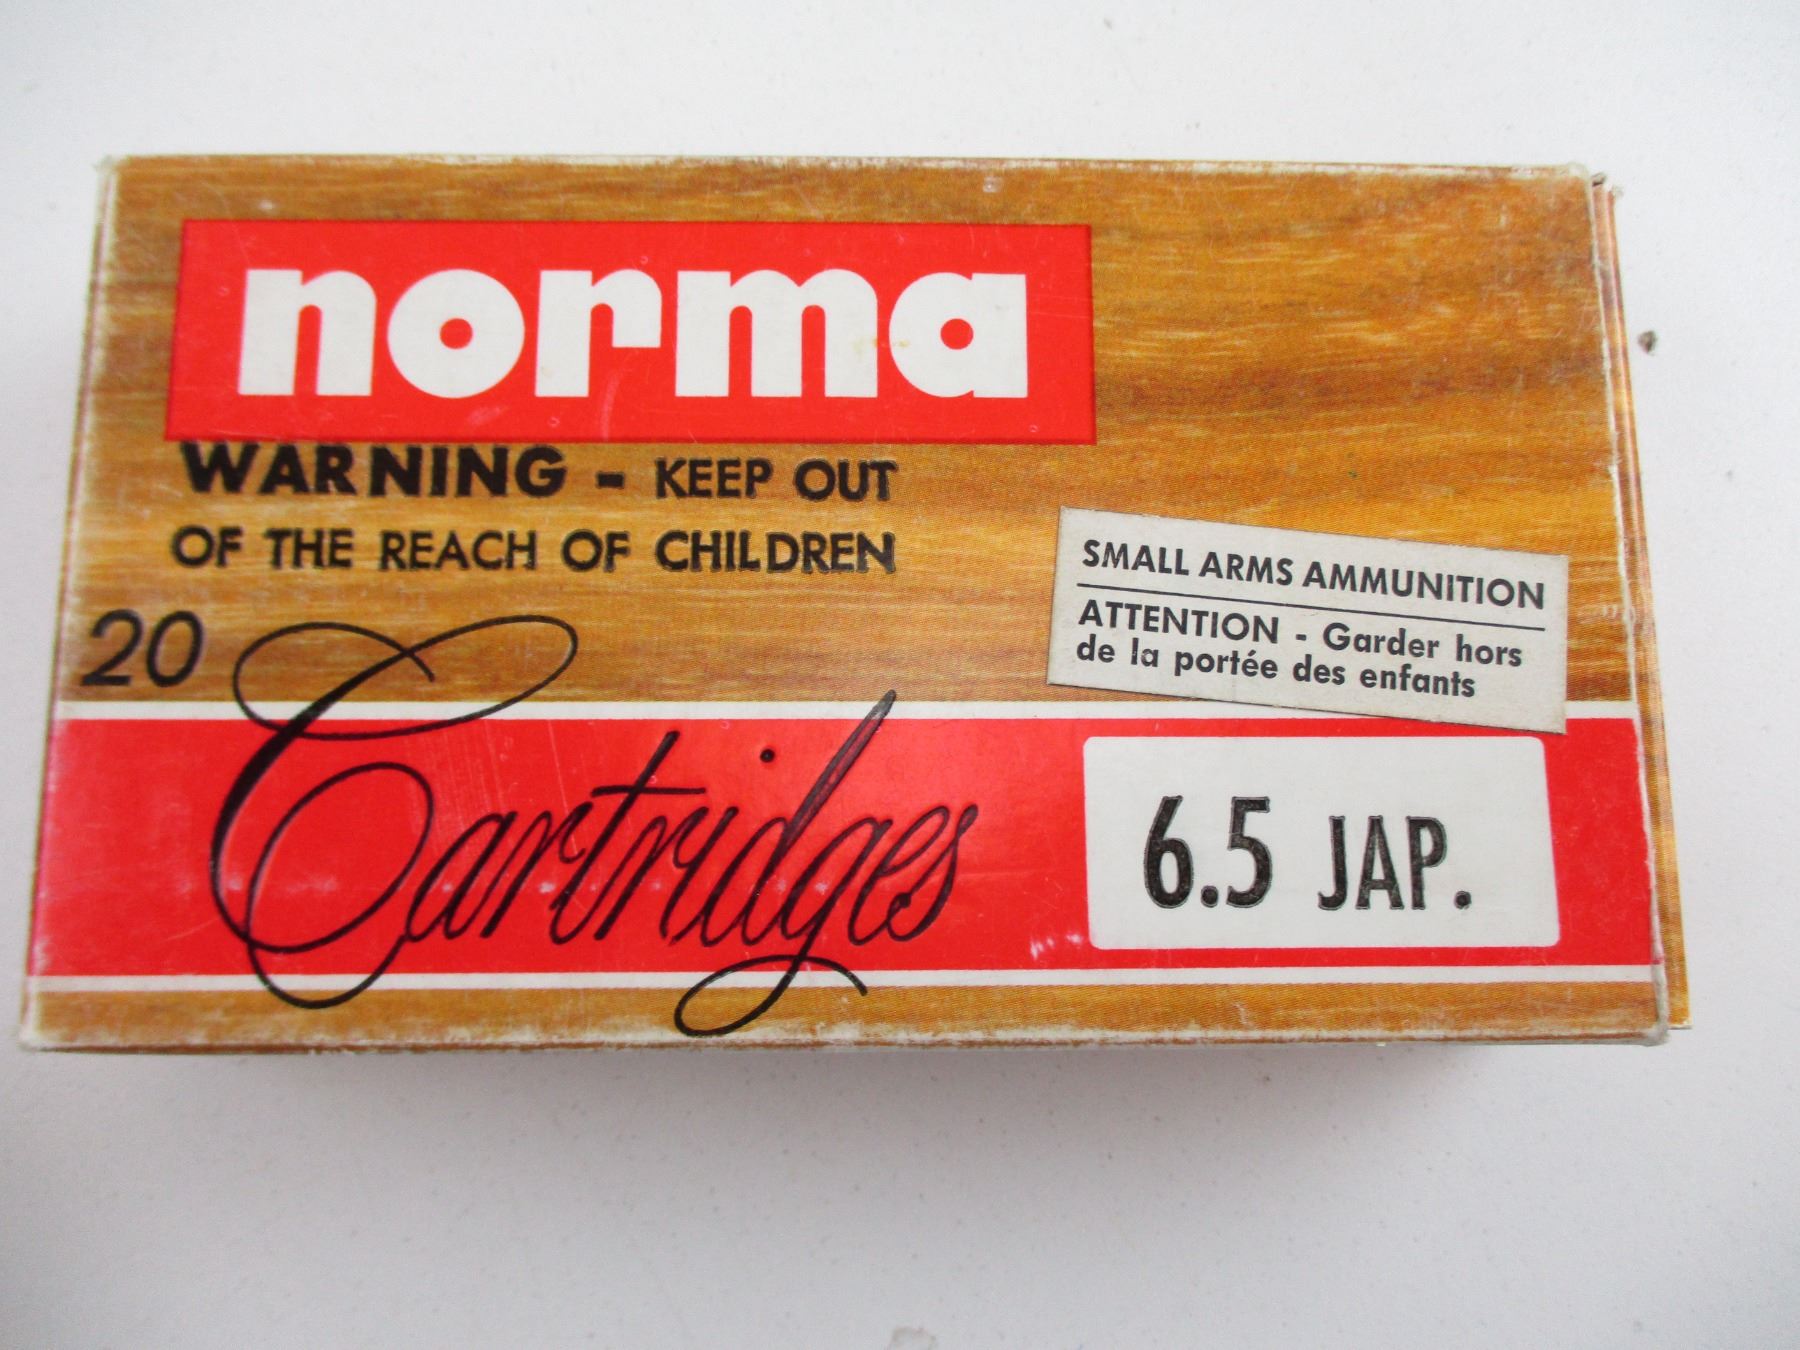 norma
WARNING - KEEP OUT
OF THE REACH OF CHILDREN
SMALL ARMS AMMUNITION
ATTENTION - Garder hors
de la portée des enfants
20
Cartridges
6.5 JAP.